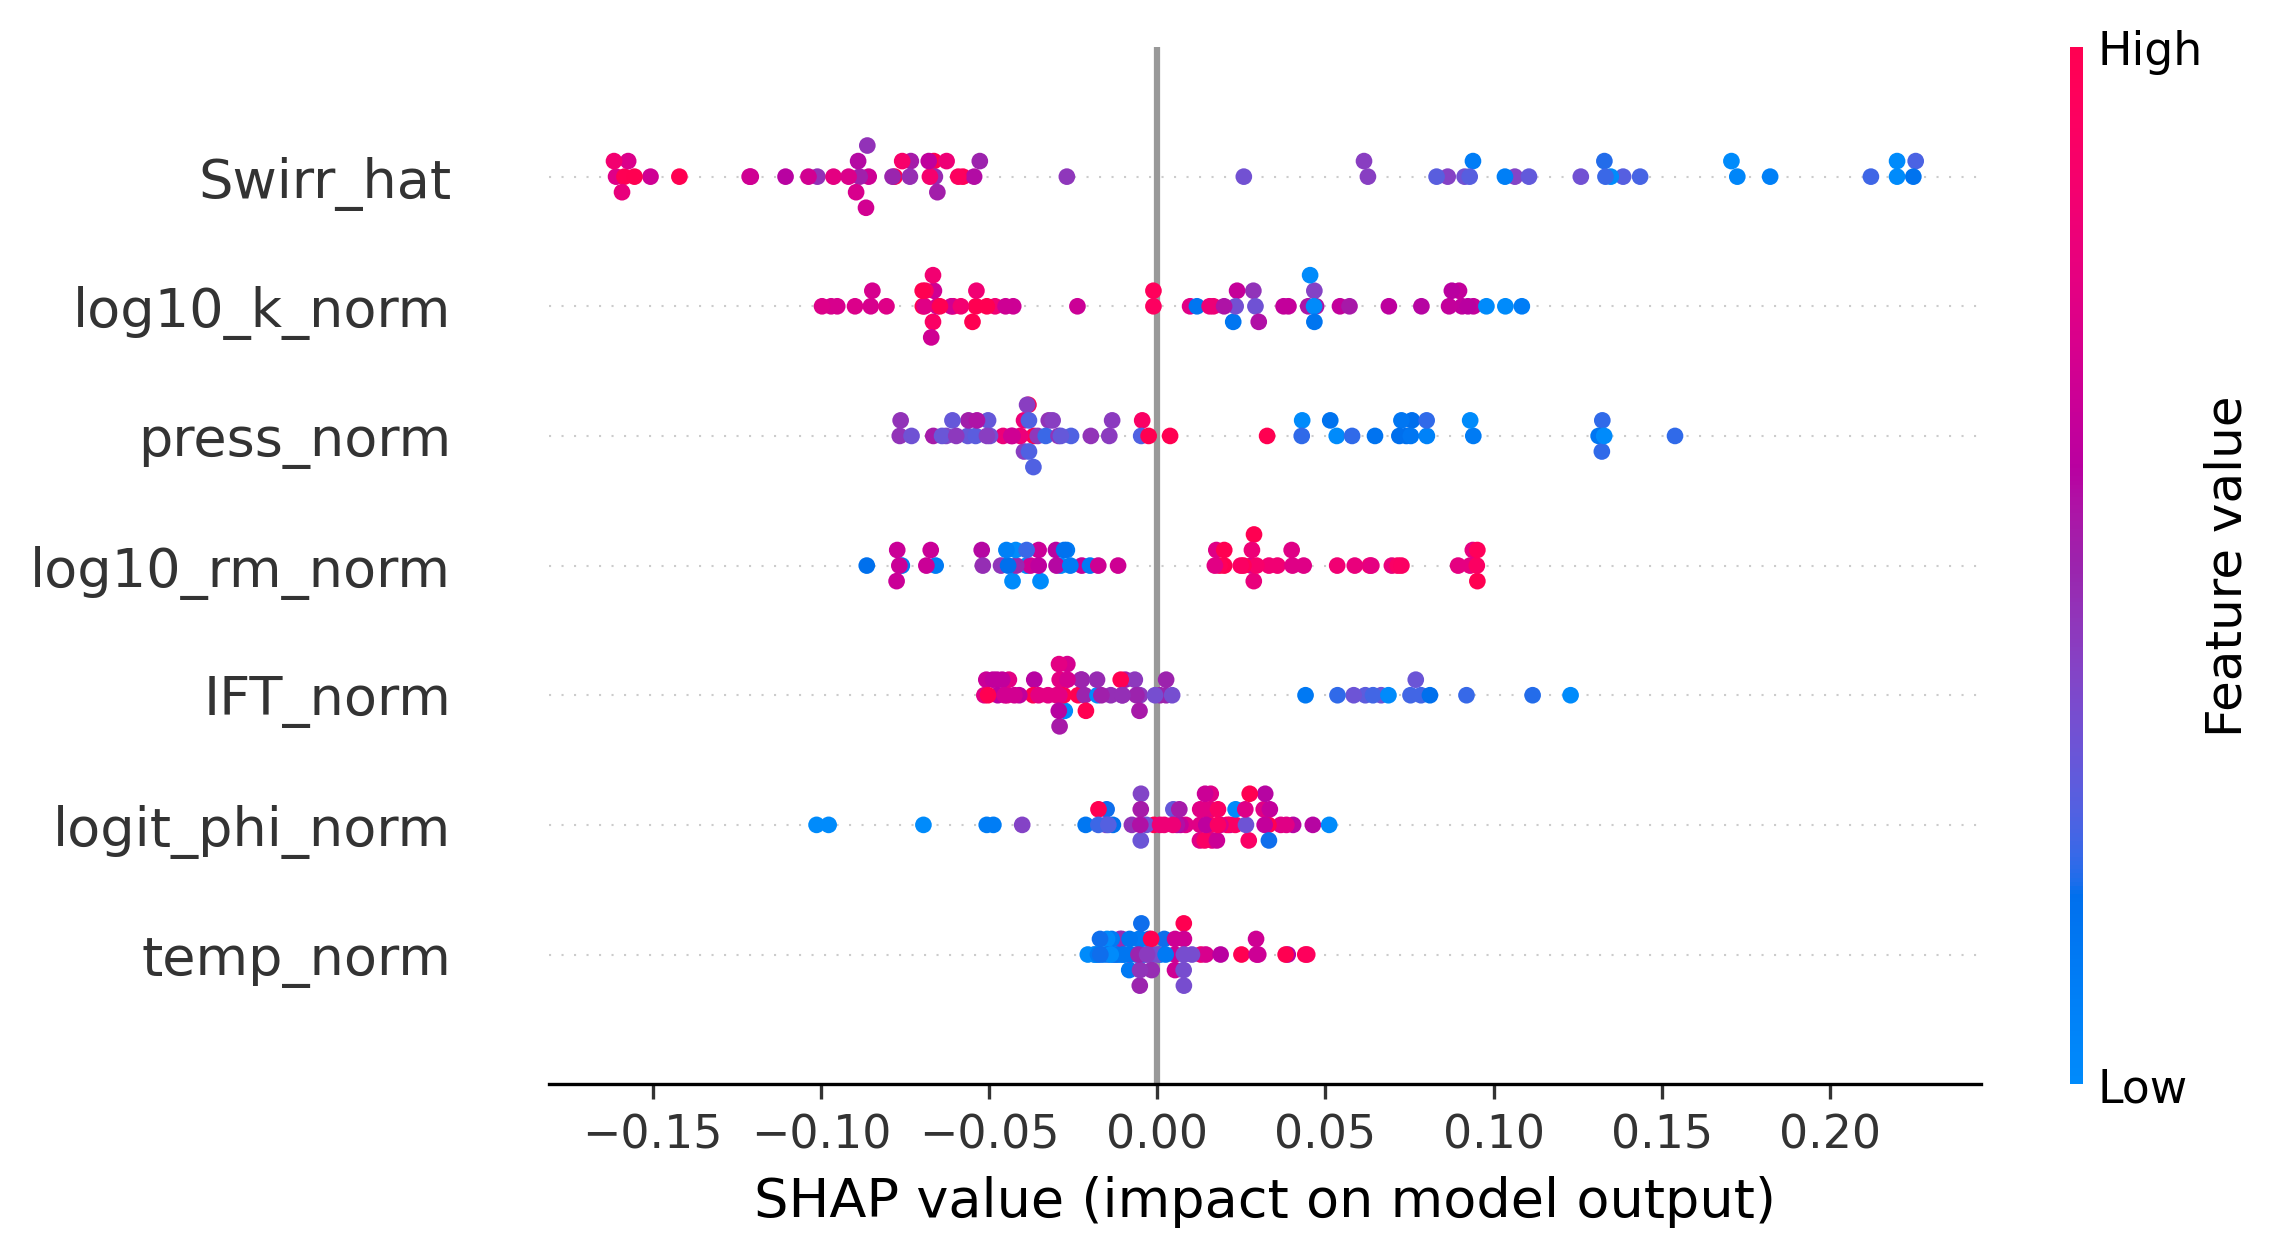 High
Swirr_hat
log10_k_norm
press_norm
log10_rm_norm
IFT_norm
logit_phi_norm
temp_norm
Feature value
Low
−0.15 −0.10 −0.05 0.00 0.05 0.10 0.15 0.20
SHAP value (impact on model output)